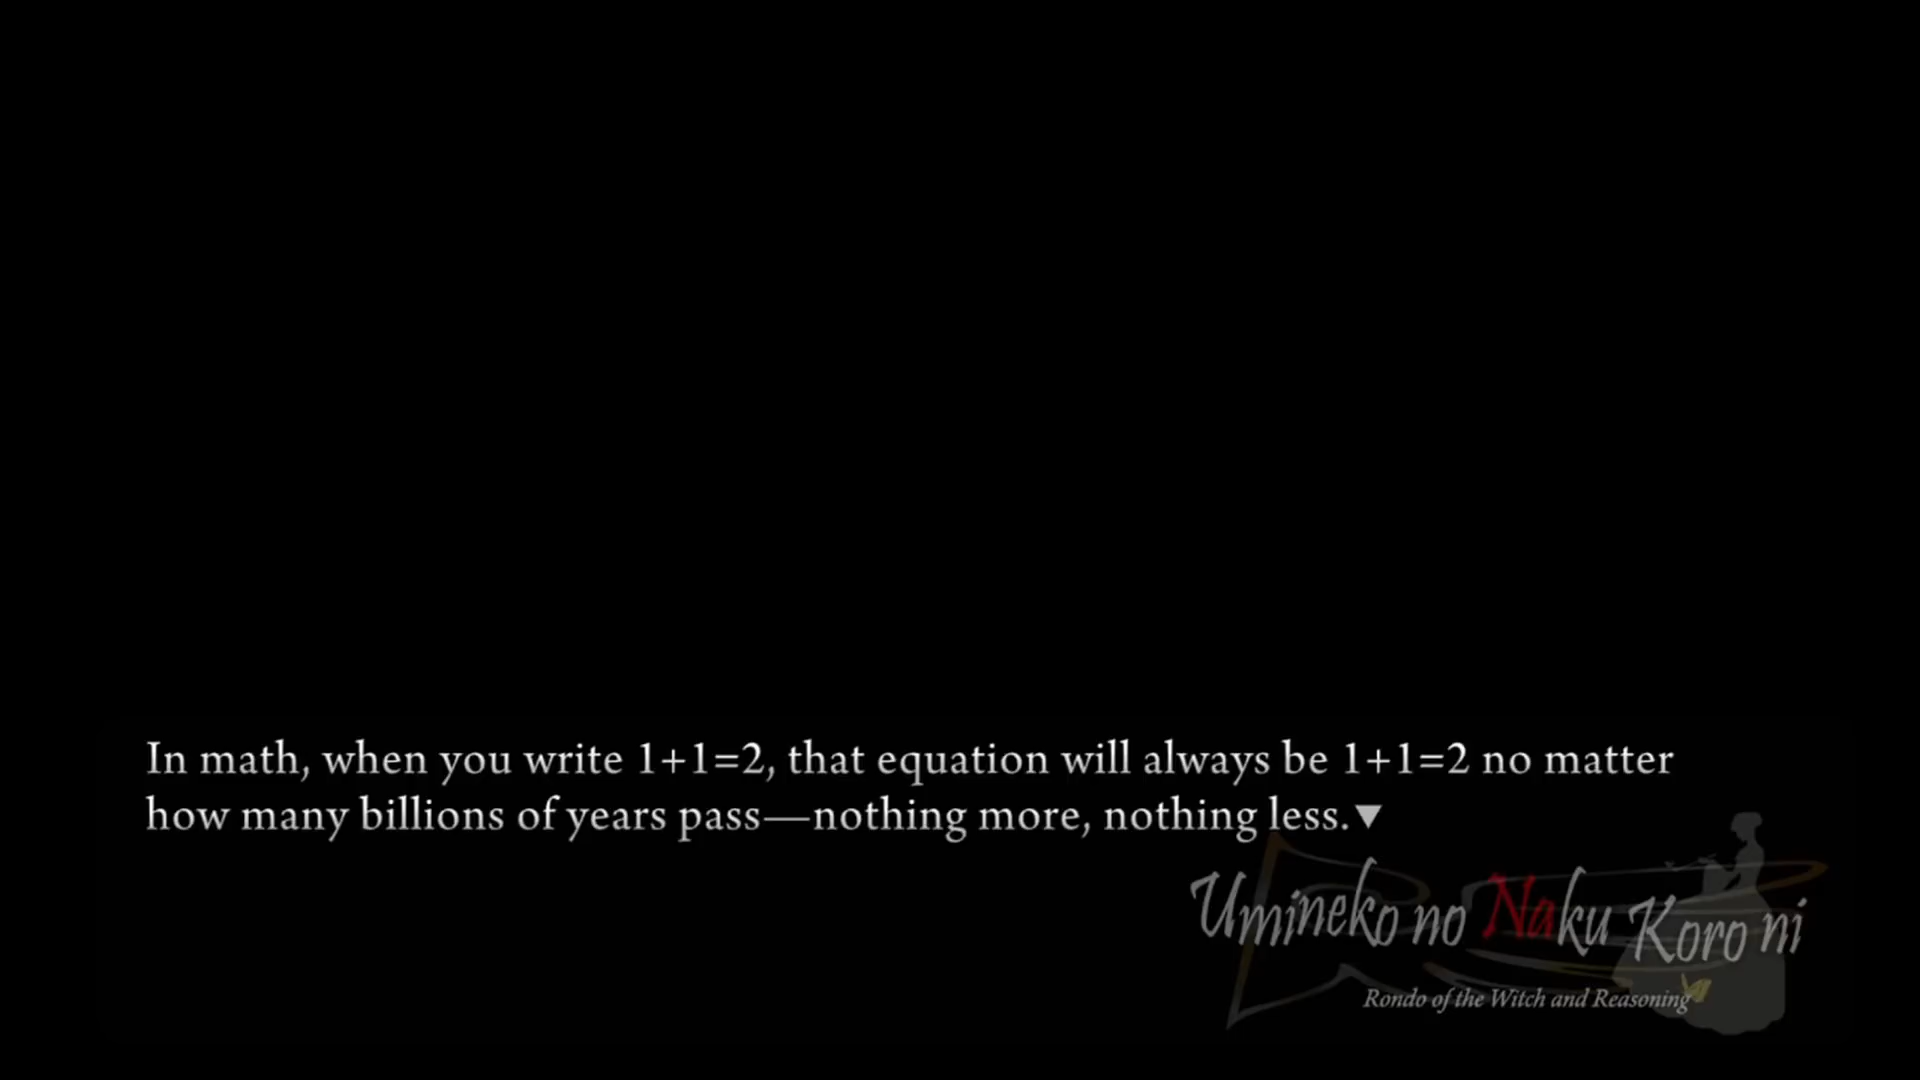 In math, when you write 1+1=2, that equation will always be 1+1=2 no matter
how many billions of years pass—nothing more, nothing less.▼
Umineko no Naku Koro ni
Rondo of the Witch and Reasoning